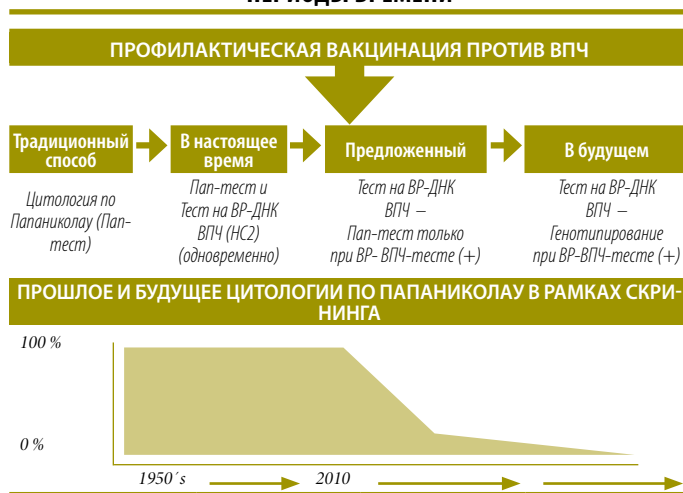 ПРОФИЛАКТИЧЕСКАЯ ВАКЦИНАЦИЯ ПРОТИВ ВПЧ
Традиционный
способ
В настоящее
время
Предложенный
В будущем
Цитология по
Папаниколау (Пап-
тест)
Пап-тест и
Тест на ВР-ДНК
ВПЧ (HC2)
(одновременно)
Тест на ВР-ДНК
ВПЧ –
Пап-тест только
при ВР- ВПЧ-тесте (+)
Тест на ВР-ДНК
ВПЧ –
Генотипирование
при ВР-ВПЧ-тесте (+)
ПРОШЛОЕ И БУДУЩЕЕ ЦИТОЛОГИИ ПО ПАПАНИКОЛАУ В РАМКАХ СКРИ-
НИНГА
100 %
0 %
1950´s
2010